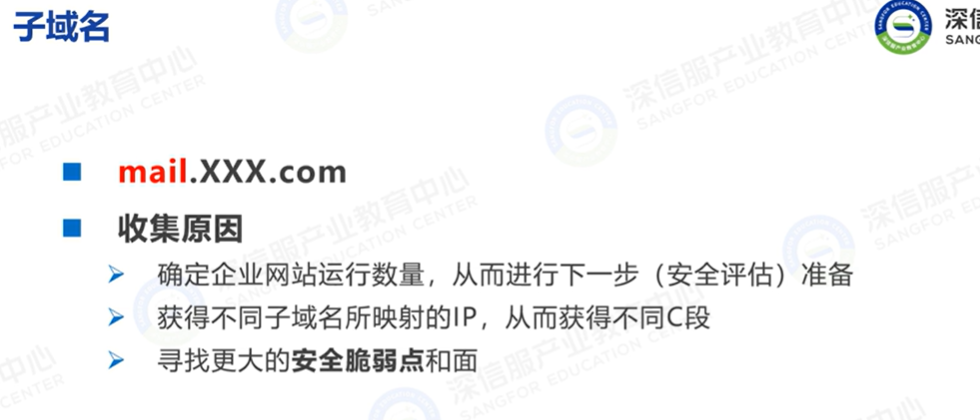 子域名
深信
SANG
mail.XXX.com
收集原因
确定企业网站运行数量，从而进行下一步（安全评估）准备
获得不同子域名所映射的IP，从而获得不同C段
寻找更大的安全脆弱点和面
深信服产业教育中心
SANGFOR EDUCATION CENTER